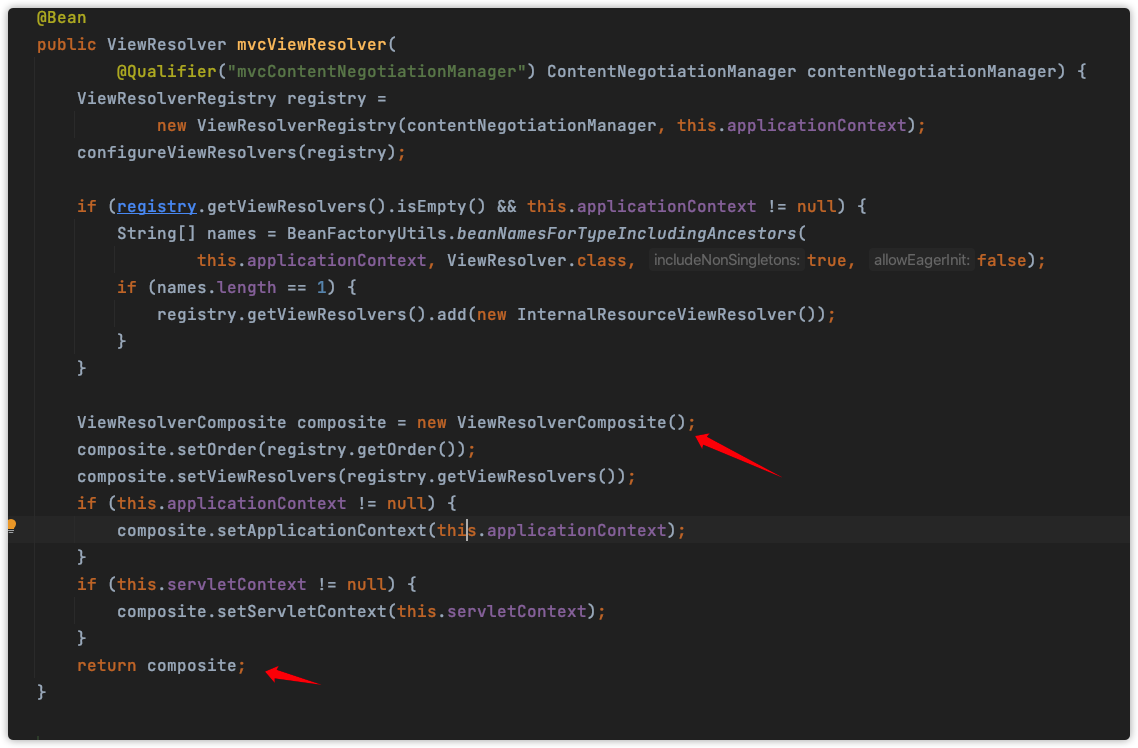 @Bean
public ViewResolver mvcViewResolver(
        @Qualifier("mvcContentNegotiationManager") ContentNegotiationManager contentNegotiationManager) {
    ViewResolverRegistry registry =
            new ViewResolverRegistry(contentNegotiationManager, this.applicationContext);
    configureViewResolvers(registry);

    if (registry.getViewResolvers().isEmpty() && this.applicationContext != null) {
        String[] names = BeanFactoryUtils.beanNamesForTypeIncludingAncestors(
                this.applicationContext, ViewResolver.class, includeNonSingletons: true, allowEagerInit: false);
        if (names.length == 1) {
            registry.getViewResolvers().add(new InternalResourceViewResolver());
        }
    }

    ViewResolverComposite composite = new ViewResolverComposite();
    composite.setOrder(registry.getOrder());
    composite.setViewResolvers(registry.getViewResolvers());
    if (this.applicationContext != null) {
        composite.setApplicationContext(this.applicationContext);
    }
    if (this.servletContext != null) {
        composite.setServletContext(this.servletContext);
    }
    return composite;
}